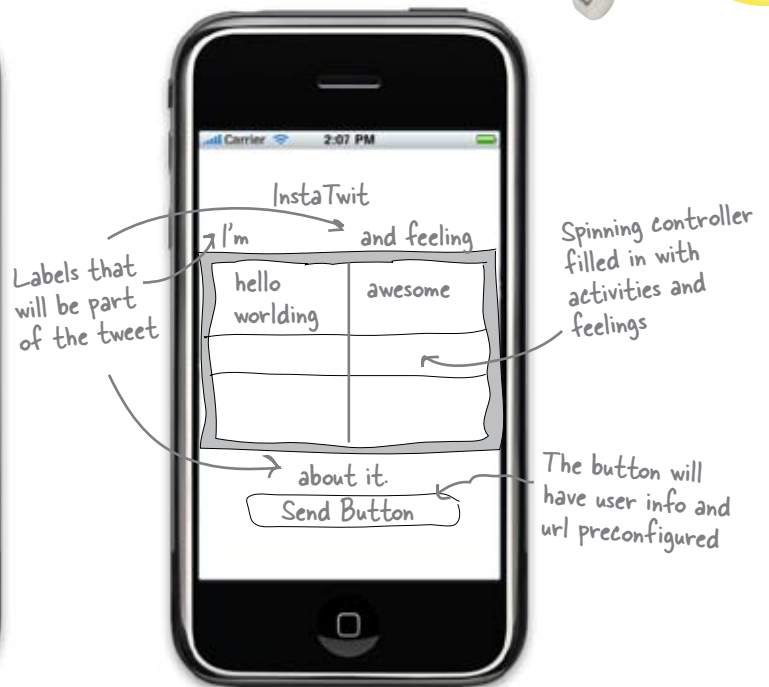 Carrier 2:07 PM
InstaTwit
I'm and feeling
hello
worlding
awesome
about it.
Send Button
Labels that
will be part
of the tweet
Spinning controller
filled in with
activities and
feelings
The button will
have user info and
url preconfigured